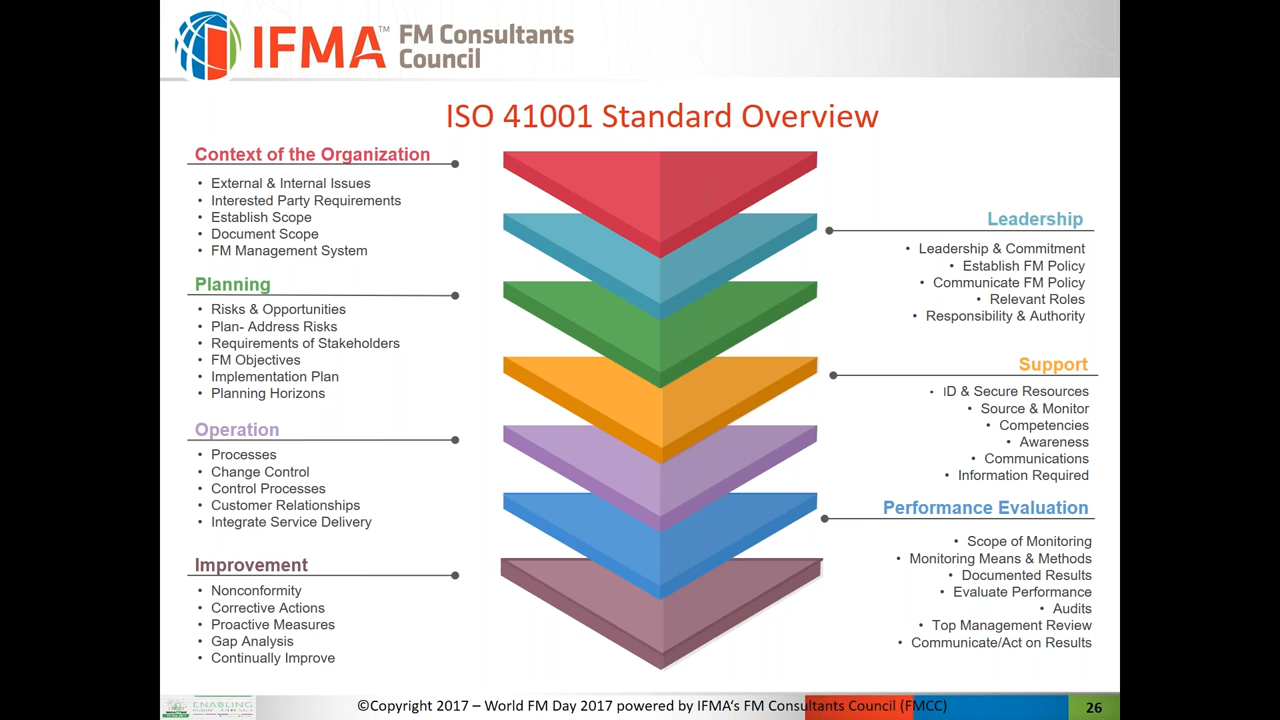 IFMA™ FM Consultants
Council
ISO 41001 Standard Overview
Context of the Organization
• External & Internal Issues
• Interested Party Requirements
• Establish Scope
• Document Scope
• FM Management System
Leadership
• Leadership & Commitment
• Establish FM Policy
• Communicate FM Policy
• Relevant Roles
• Responsibility & Authority
Planning
• Risks & Opportunities
• Plan- Address Risks
• Requirements of Stakeholders
• FM Objectives
• Implementation Plan
• Planning Horizons
Support
• ID & Secure Resources
• Source & Monitor
• Competencies
• Awareness
• Communications
• Information Required
Operation
• Processes
• Change Control
• Control Processes
• Customer Relationships
• Integrate Service Delivery
Performance Evaluation
• Scope of Monitoring
• Monitoring Means & Methods
• Documented Results
• Evaluate Performance
• Audits
• Top Management Review
• Communicate/Act on Results
Improvement
• Nonconformity
• Corrective Actions
• Proactive Measures
• Gap Analysis
• Continually Improve
ENABLING
©Copyright 2017 – World FM Day 2017 powered by IFMA's FM Consultants Council (FMCC)
26